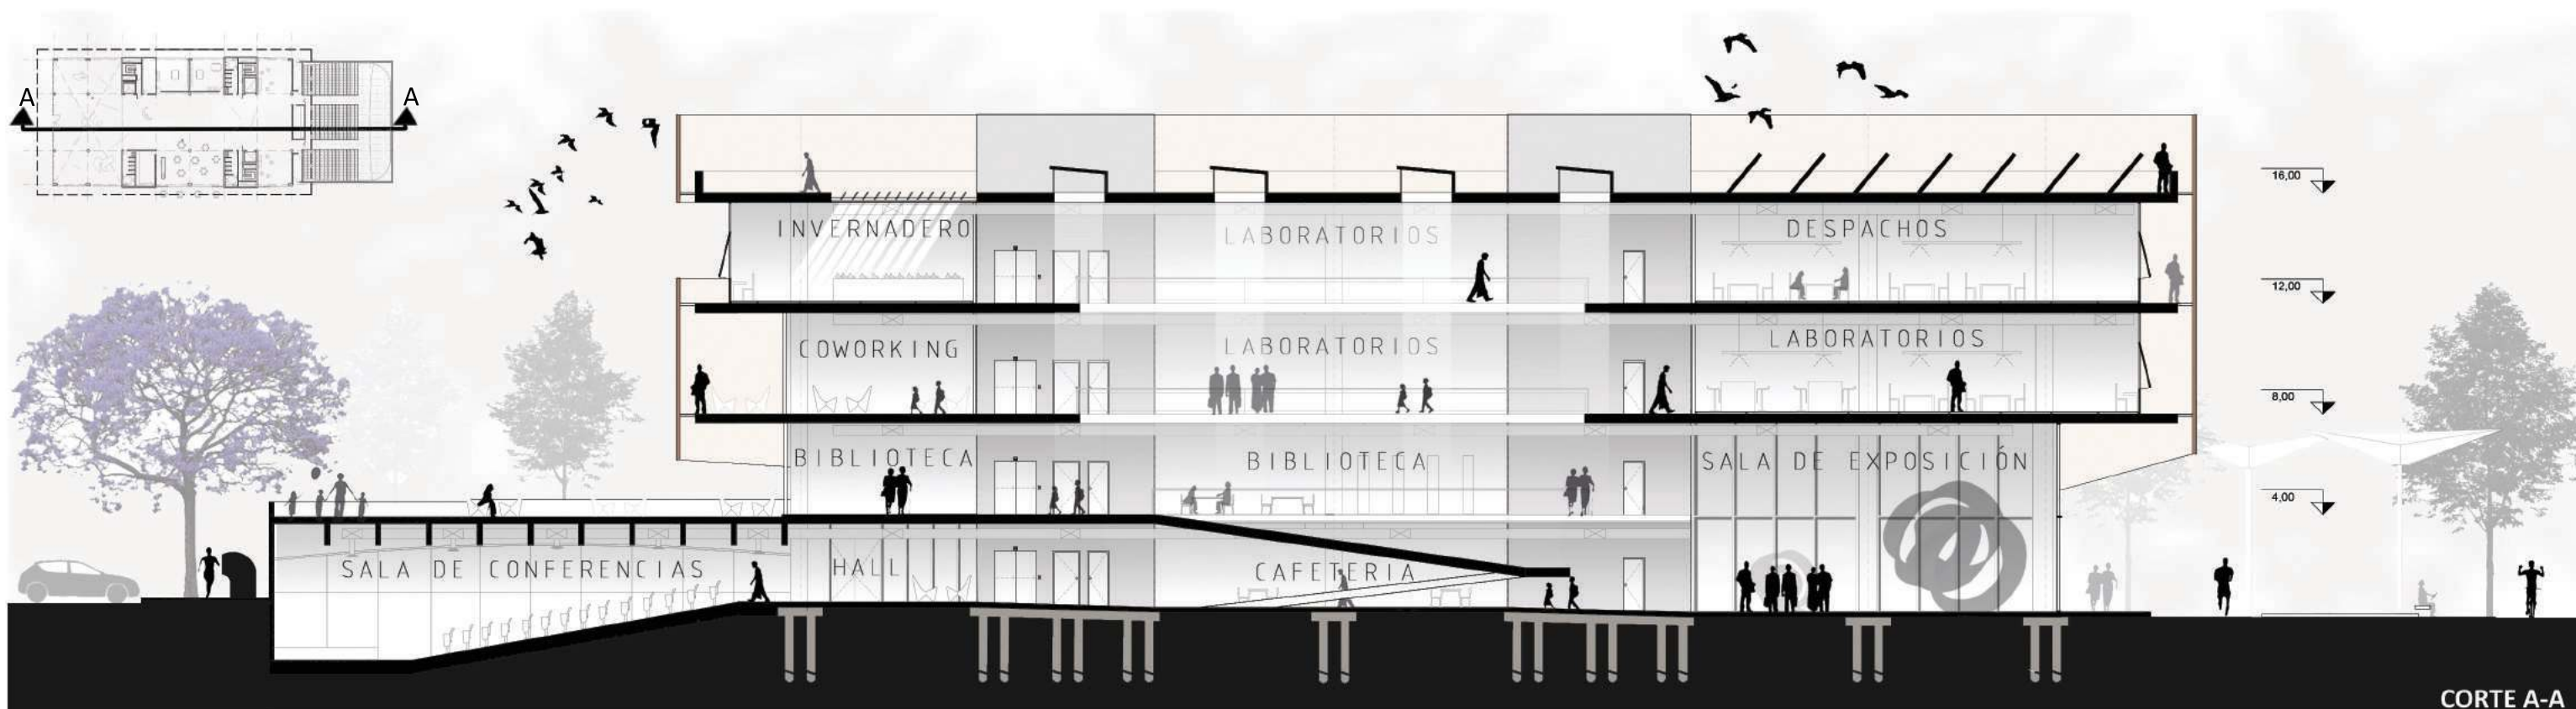 A
A
16,00
INVERNADERO
LABORATORIOS
DESPACHOS
12,00
COWORKING
LABORATORIOS
LABORATORIOS
8,00
BIBLIOTECA
BIBLIOTECA
SALA DE EXPOSICIÓN
4,00
SALA DE CONFERENCIAS
HALL
CAFETERIA
CORTE A-A